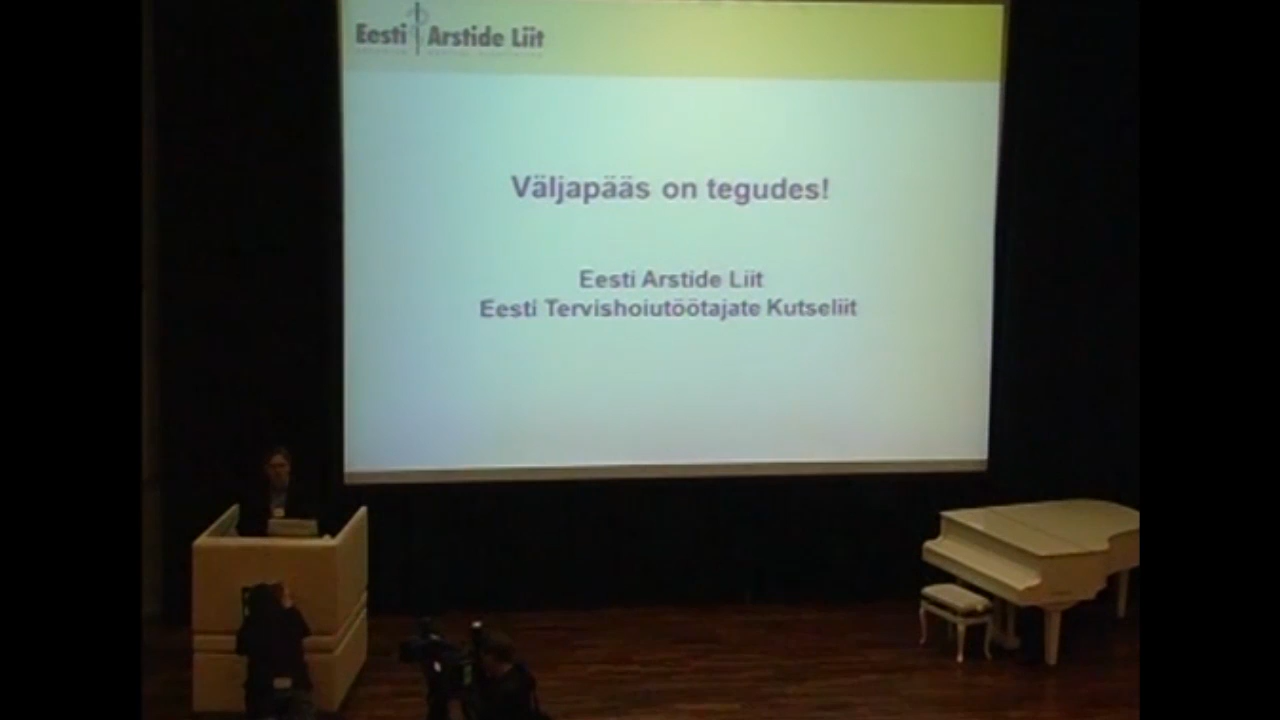 Eesti Arstide Liit
Väljapääs on tegudes!
Eesti Arstide Liit
Eesti Tervishoiutöötajate Kutseliit